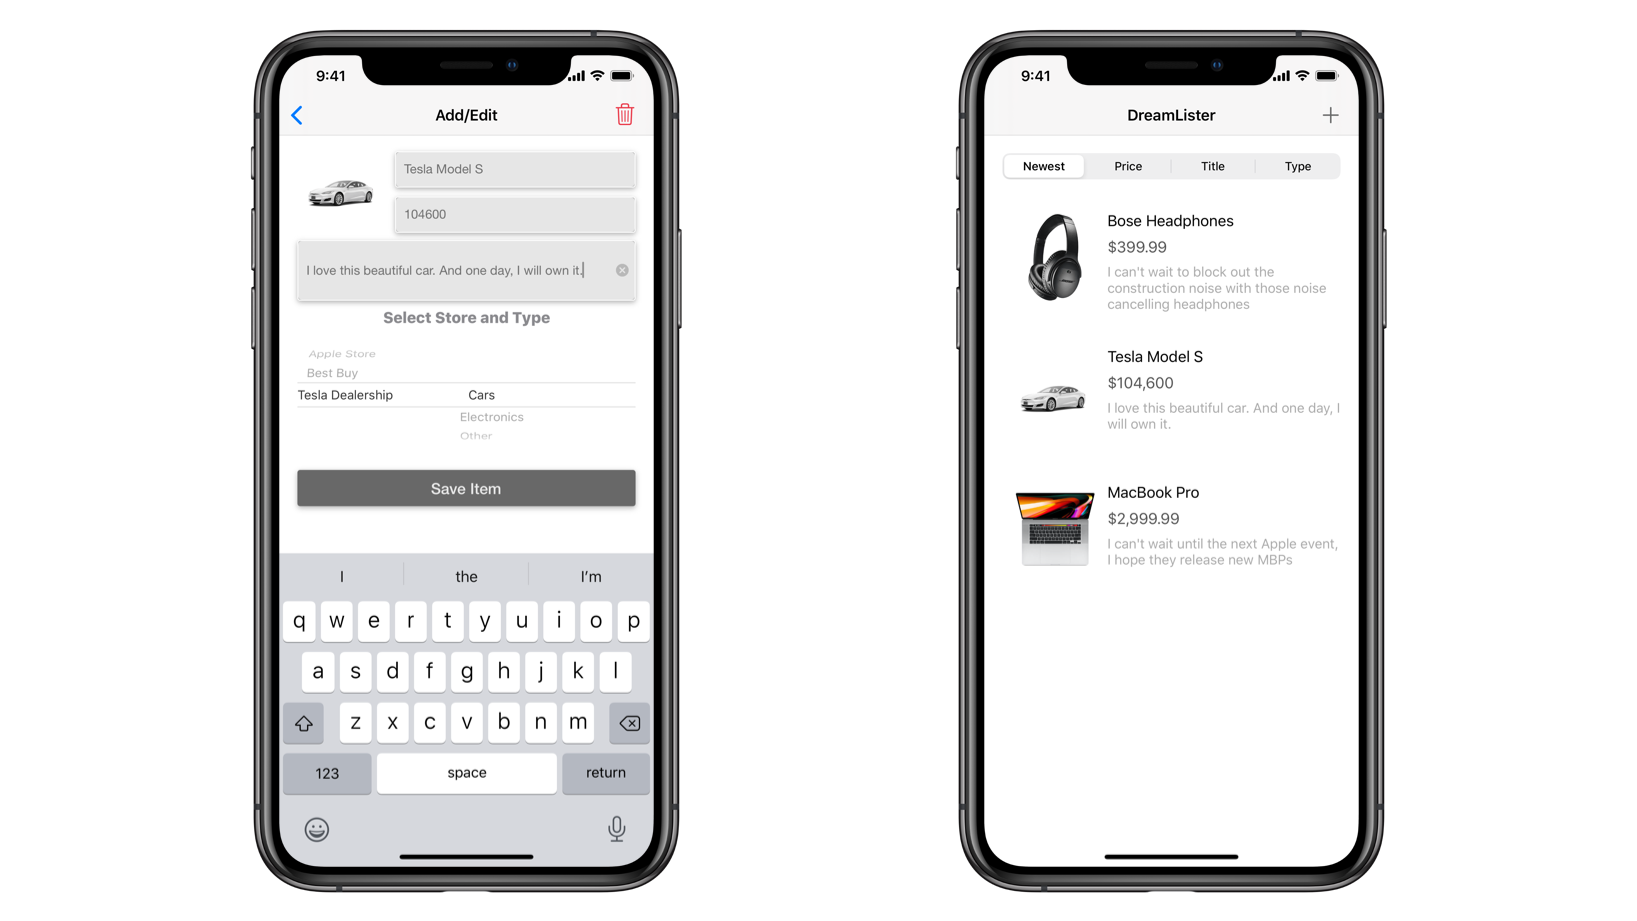 9:41
Add/Edit
Tesla Model S
104600
I love this beautiful car. And one day, I will own it.
Select Store and Type
Apple Store
Best Buy
Tesla Dealership Cars
Electronics
Other
Save Item
I the I'm
q w e r t y u i o p
a s d f g h j k l
z x c v b n m
123 space return
9:41
DreamLister
Newest Price Title Type
Bose Headphones
$399.99
I can't wait to block out the
construction noise with those noise
cancelling headphones
Tesla Model S
$104,600
I love this beautiful car. And one day, I
will own it.
MacBook Pro
$2,999.99
I can't wait until the next Apple event,
I hope they release new MBPs